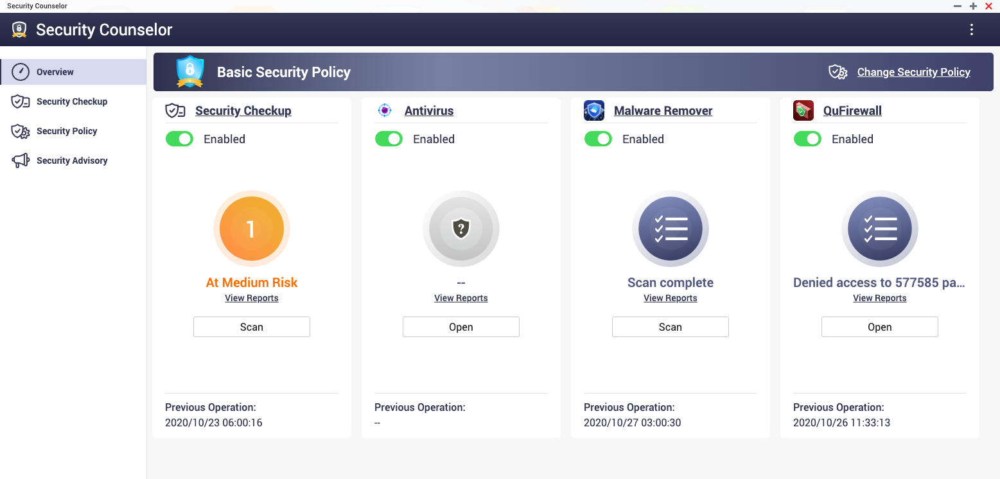 Security Counselor
Security Counselor
Overview
Security Checkup
Security Policy
Security Advisory
Basic Security Policy
Change Security Policy
Security Checkup
Enabled
1
At Medium Risk
View Reports
Scan
Previous Operation:
2020/10/23 06:00:16
Antivirus
Enabled
?
--
View Reports
Open
Previous Operation:
--
Malware Remover
Enabled
Scan complete
View Reports
Scan
Previous Operation:
2020/10/27 03:00:30
QuFirewall
Enabled
Denied access to 577585 pa...
View Reports
Open
Previous Operation:
2020/10/26 11:33:13